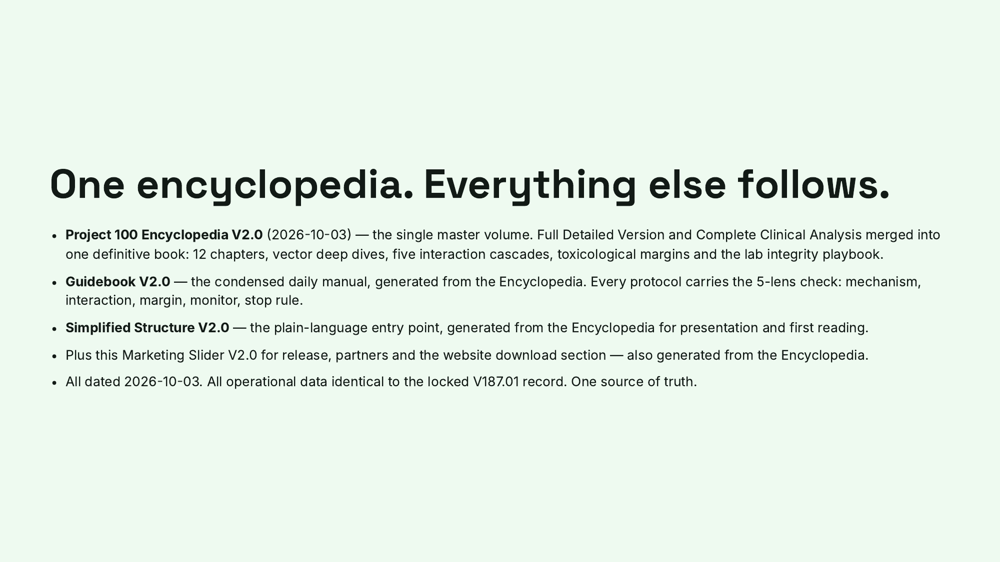 One encyclopedia. Everything else follows.
• Project 100 Encyclopedia V2.0 (2026-10-03) — the single master volume. Full Detailed Version and Complete Clinical Analysis merged into
one definitive book: 12 chapters, vector deep dives, five interaction cascades, toxicological margins and the lab integrity playbook.
• Guidebook V2.0 — the condensed daily manual, generated from the Encyclopedia. Every protocol carries the 5-lens check: mechanism,
interaction, margin, monitor, stop rule.
• Simplified Structure V2.0 — the plain-language entry point, generated from the Encyclopedia for presentation and first reading.
• Plus this Marketing Slider V2.0 for release, partners and the website download section — also generated from the Encyclopedia.
• All dated 2026-10-03. All operational data identical to the locked V187.01 record. One source of truth.